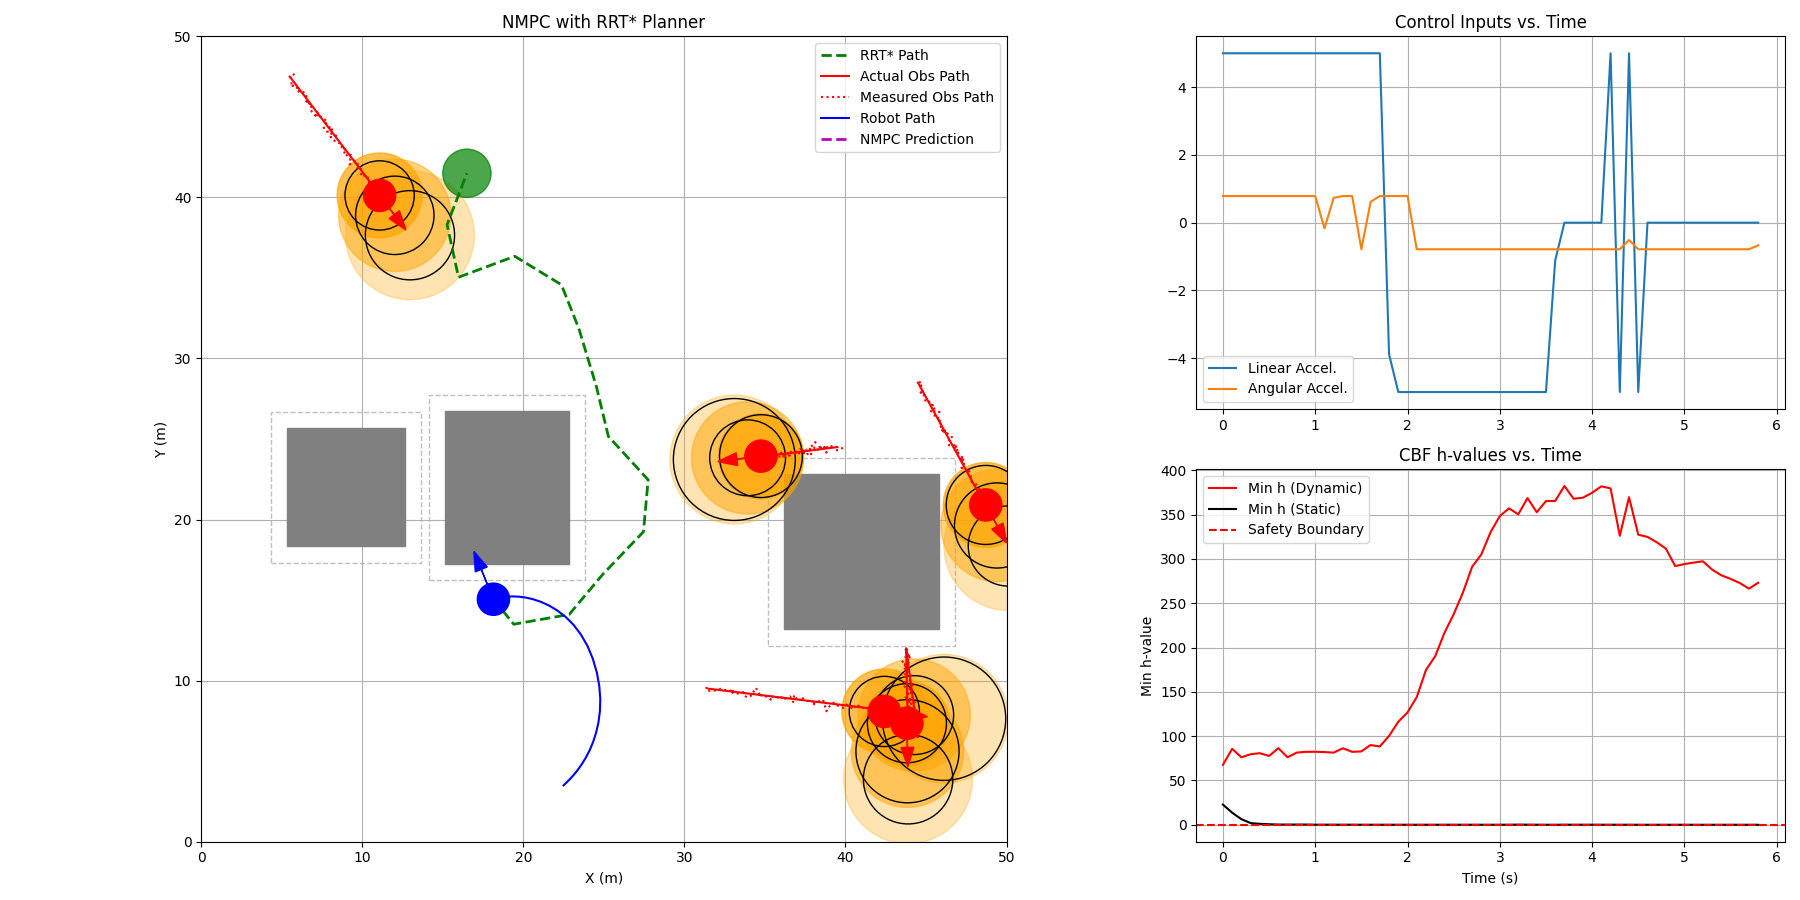 NMPC with RRT* Planner
50
40
30
20
10
0
Y (m)
0 10 20 30 40 50
X (m)
RRT* Path
Actual Obs Path
Measured Obs Path
Robot Path
NMPC Prediction
Control Inputs vs. Time
4
2
0
−2
−4
Linear Accel.
Angular Accel.
0 1 2 3 4 5 6
CBF h-values vs. Time
400
350
300
250
200
150
100
50
0
Min h-value
Min h (Dynamic)
Min h (Static)
Safety Boundary
0 1 2 3 4 5 6
Time (s)